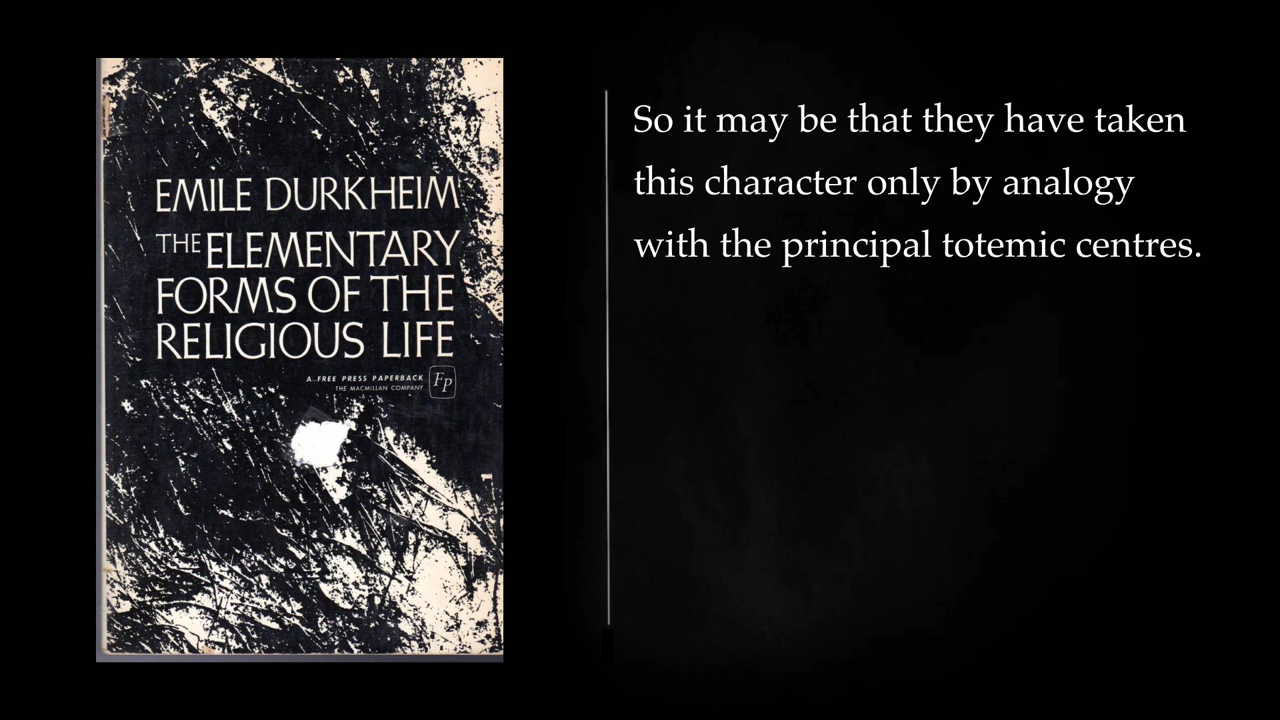 EMILE DURKHEIM
THE ELEMENTARY
FORMS OF THE
RELIGIOUS LIFE
A FREE PRESS PAPERBACK
THE MACMILLAN COMPANY
FP
So it may be that they have taken
this character only by analogy
with the principal totemic centres.